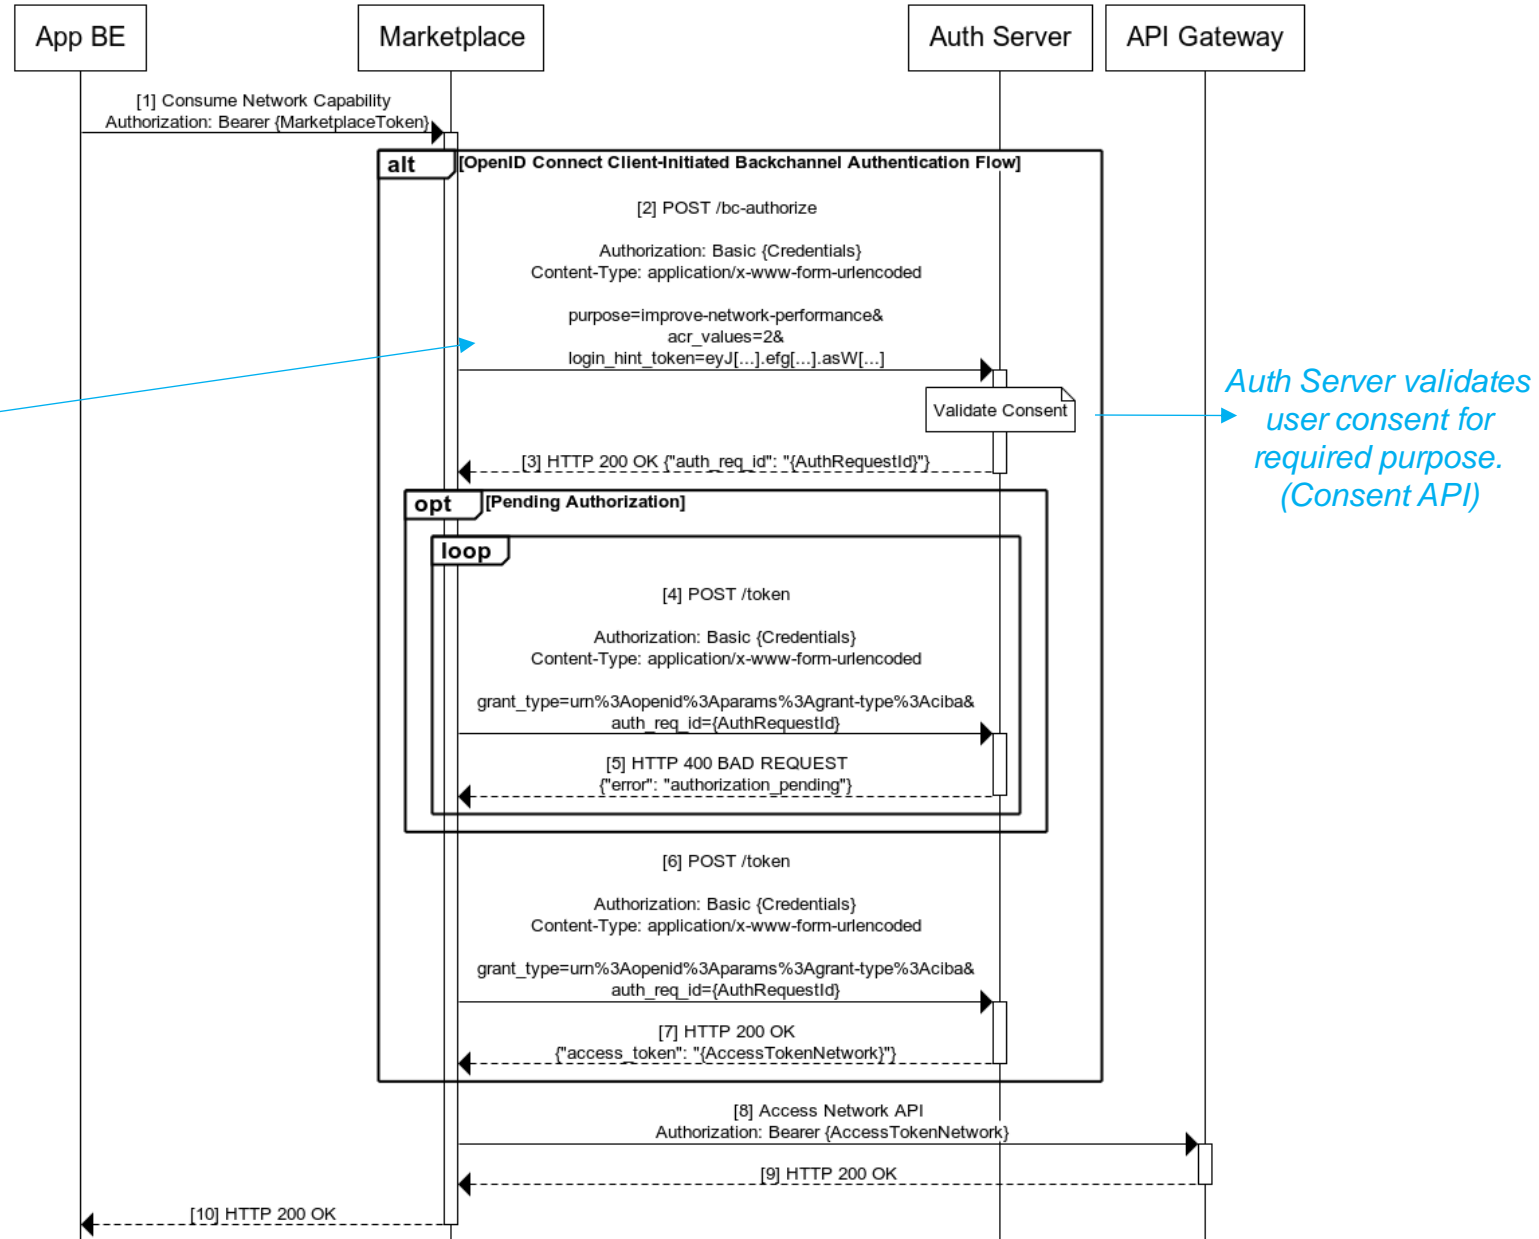 App BE
Marketplace
Auth Server
API Gateway
[1] Consume Network Capability
Authorization: Bearer {MarketplaceToken}
alt
[OpenID Connect Client-Initiated Backchannel Authentication Flow]
[2] POST /bc-authorize
Authorization: Basic {Credentials}
Content-Type: application/x-www-form-urlencoded
purpose=improve-network-performance&
acr_values=2&
login_hint_token=eyJ[...].efg[...].asW[...]
Validate Consent
Auth Server validates
user consent for
required purpose.
(Consent API)
[3] HTTP 200 OK {"auth_req_id": "{AuthRequestId}"}
opt
[Pending Authorization]
loop
[4] POST /token
Authorization: Basic {Credentials}
Content-Type: application/x-www-form-urlencoded
grant_type=urn%3Aopenid%3Aparams%3Agrant-type%3Aciba&
auth_req_id={AuthRequestId}
[5] HTTP 400 BAD REQUEST
{"error": "authorization_pending"}
[6] POST /token
Authorization: Basic {Credentials}
Content-Type: application/x-www-form-urlencoded
grant_type=urn%3Aopenid%3Aparams%3Agrant-type%3Aciba&
auth_req_id={AuthRequestId}
[7] HTTP 200 OK
{"access_token": "{AccessTokenNetwork}"}
[8] Access Network API
Authorization: Bearer {AccessTokenNetwork}
[9] HTTP 200 OK
[10] HTTP 200 OK